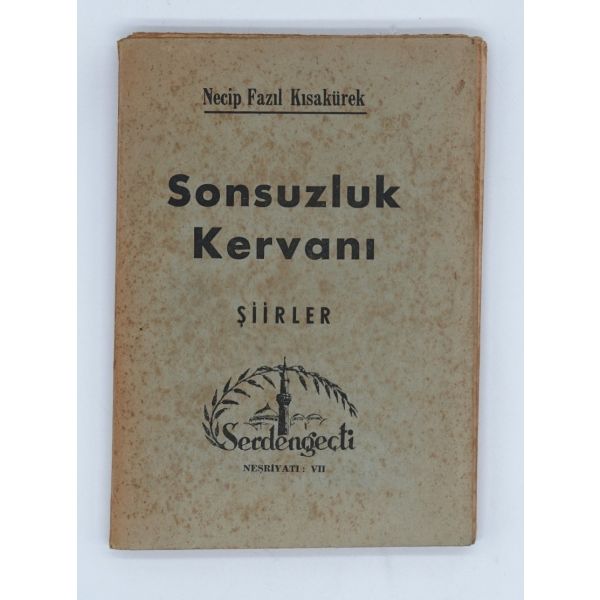 Necip Fazıl Kısakürek
Sonsuzluk
Kervanı
ŞİİRLER
Serdengeçti
NEŞRİYATI : VII